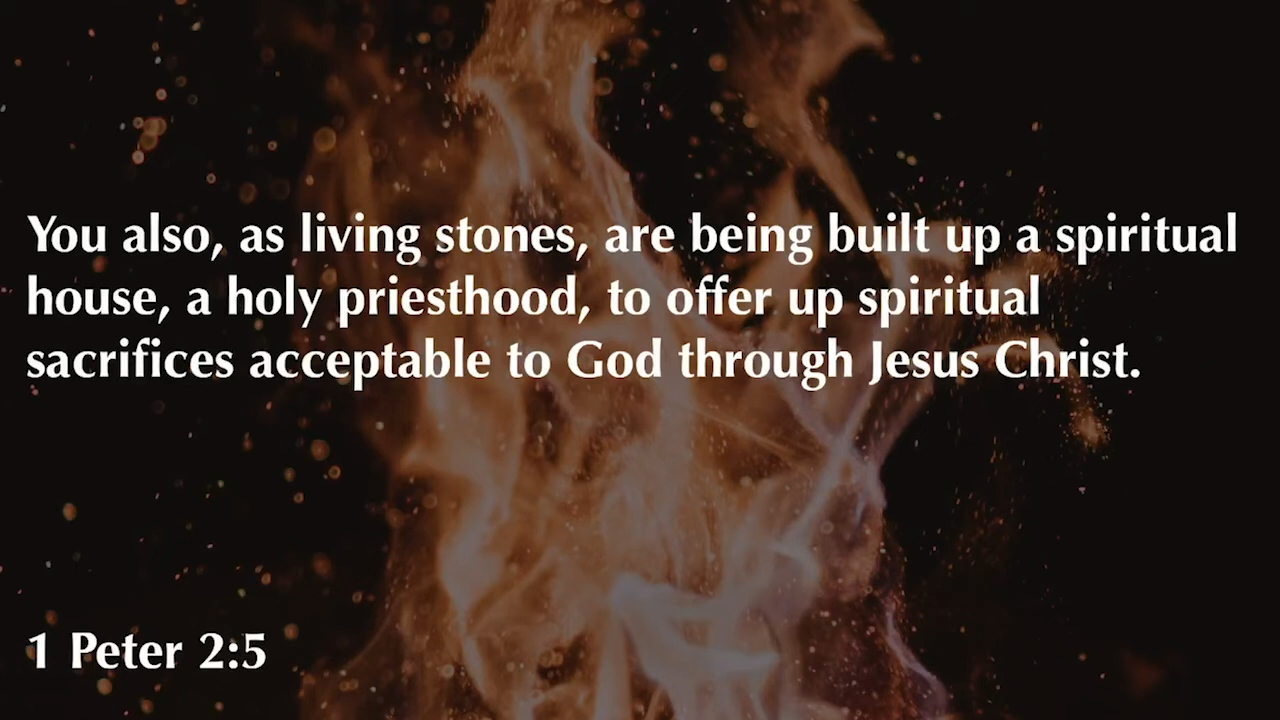 You also, as living stones, are being built up a spiritual
house, a holy priesthood, to offer up spiritual
sacrifices acceptable to God through Jesus Christ.
1 Peter 2:5